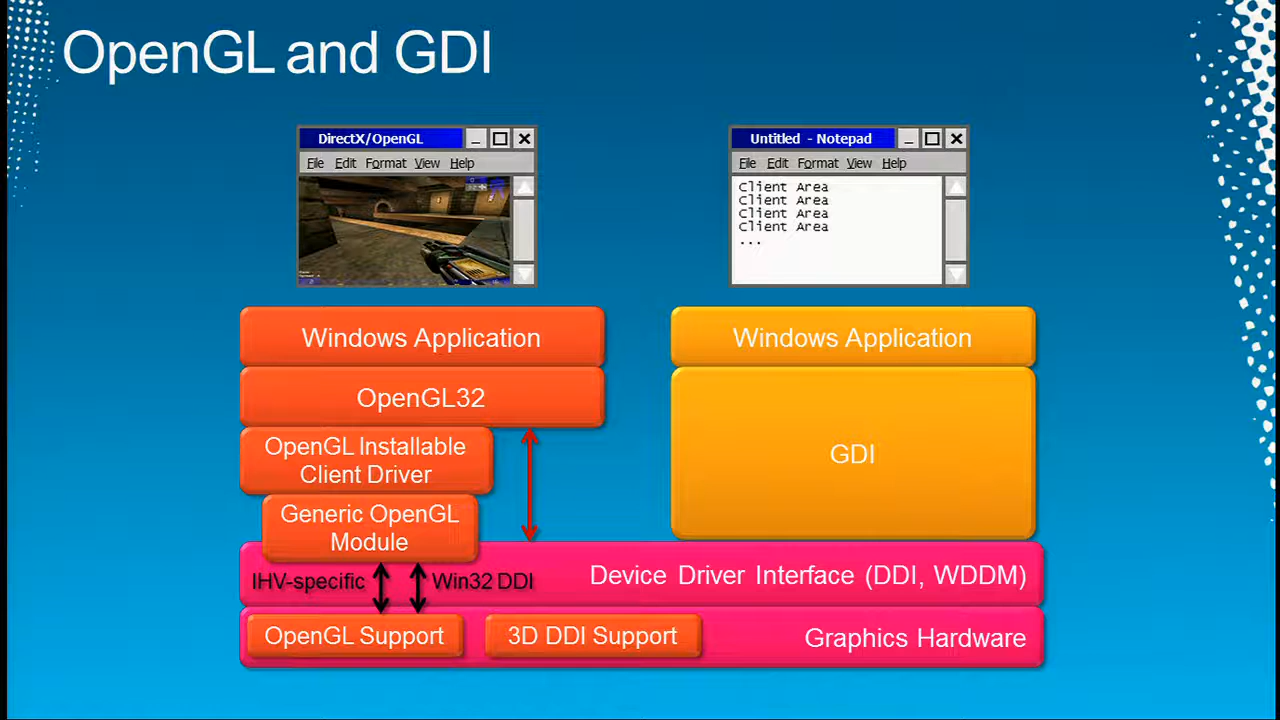 OpenGL and GDI
DirectX/OpenGL
File Edit Format View Help
Untitled - Notepad
File Edit Format View Help
Client Area
Client Area
Client Area
Client Area
...
Windows Application
OpenGL32
OpenGL Installable
Client Driver
Generic OpenGL
Module
Windows Application
GDI
IHV-specific
Win32 DDI
Device Driver Interface (DDI, WDDM)
OpenGL Support
3D DDI Support
Graphics Hardware